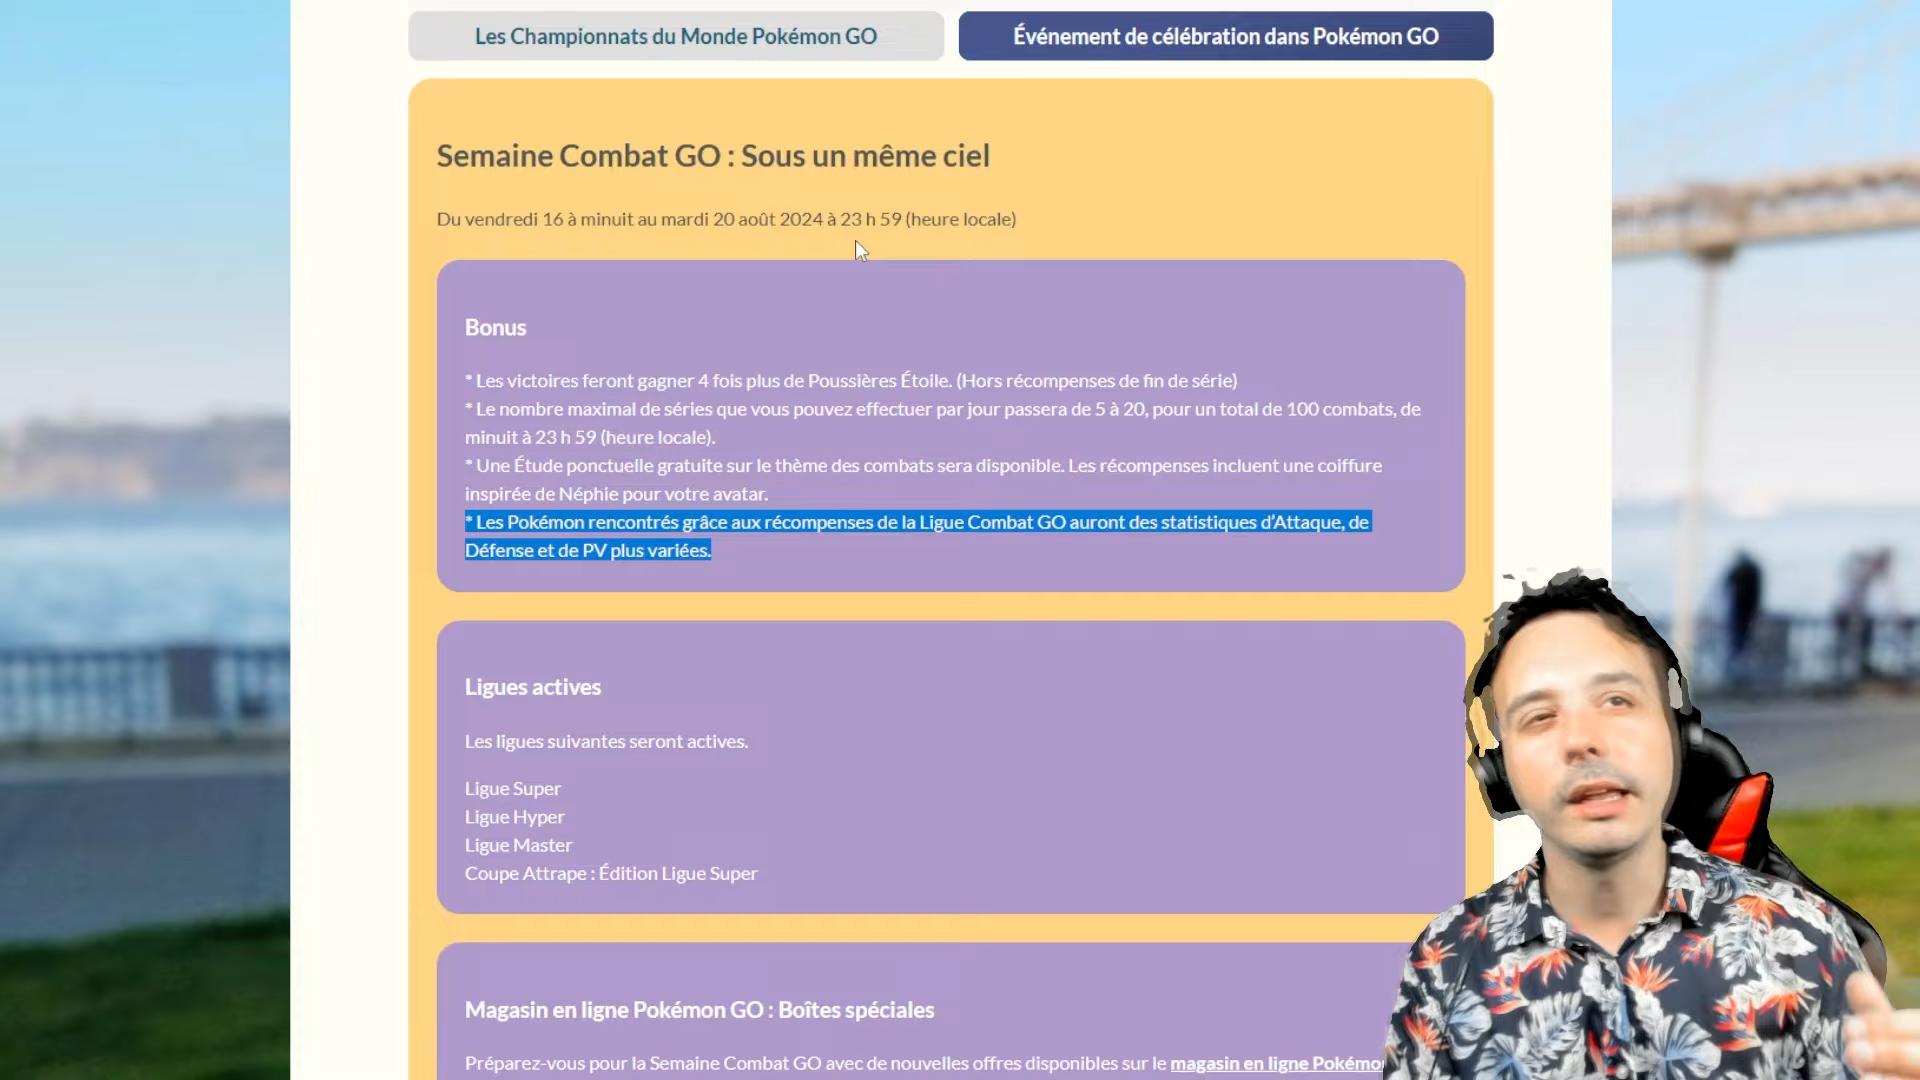 Les Championnats du Monde Pokémon GO
Événement de célébration dans Pokémon GO
Semaine Combat GO : Sous un même ciel
Du vendredi 16 à minuit au mardi 20 août 2024 à 23 h 59 (heure locale)
Bonus
* Les victoires feront gagner 4 fois plus de Poussières Étoile. (Hors récompenses de fin de série)
* Le nombre maximal de séries que vous pouvez effectuer par jour passera de 5 à 20, pour un total de 100 combats, de
minuit à 23 h 59 (heure locale).
* Une Étude ponctuelle gratuite sur le thème des combats sera disponible. Les récompenses incluent une coiffure
inspirée de Néphie pour votre avatar.
* Les Pokémon rencontrés grâce aux récompenses de la Ligue Combat GO auront des statistiques d'Attaque, de
Défense et de PV plus variées.
Ligues actives
Les ligues suivantes seront actives.
Ligue Super
Ligue Hyper
Ligue Master
Coupe Attrape : Édition Ligue Super
Magasin en ligne Pokémon GO : Boîtes spéciales
Préparez-vous pour la Semaine Combat GO avec de nouvelles offres disponibles sur le magasin en ligne